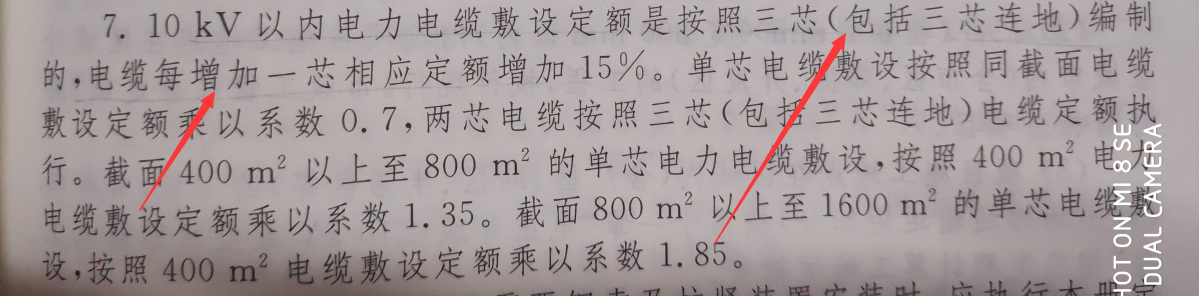 7. 10 kV 以内电力电缆敷设定额是按照三芯(包括三芯连地)编制
的,电缆每增加一芯相应定额增加 15%。单芯电缆敷设按照同截面电缆
敷设定额乘以系数 0.7,两芯电缆按照三芯(包括三芯连地)电缆定额执
行。截面 400 m² 以上至 800 m² 的单芯电力电缆敷设,按照 400 m² 电力
电缆敷设定额乘以系数 1.35。截面 800 m² 以上至 1600 m² 的单芯电缆敷
设,按照 400 m² 电缆敷设定额乘以系数 1.85。
HOT ON MI 8 SE
DUAL CAMERA